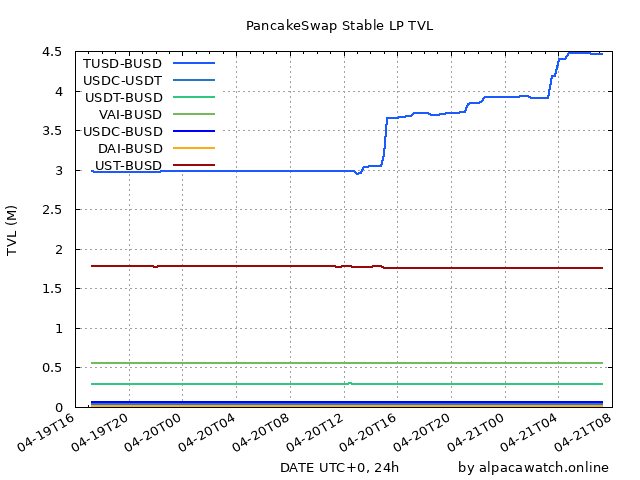 PancakeSwap Stable LP TVL
4.5
4
3.5
3
2.5
2
1.5
1
0.5
0
TVL (M)
TUSD-BUSD
USDC-USDT
USDT-BUSD
VAI-BUSD
USDC-BUSD
DAI-BUSD
UST-BUSD
04-19T16
04-19T20
04-20T00
04-20T04
04-20T08
04-20T12
04-20T16
04-20T20
04-21T00
04-21T04
04-21T08
DATE UTC+0, 24h
by alpacawatch.online